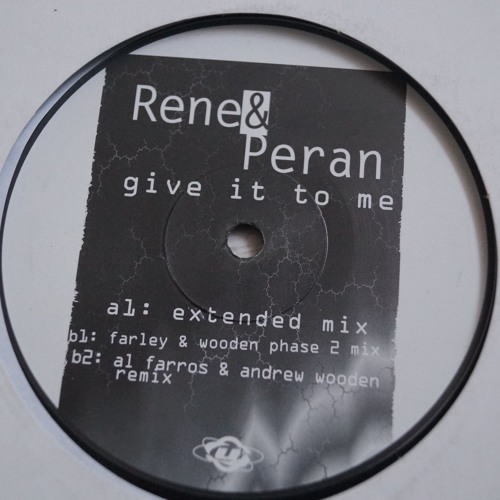 Rene&
Peran
give it to me
a1: extended mix
b1: farley & wooden phase 2 mix
b2: al farros & andrew wooden
remix